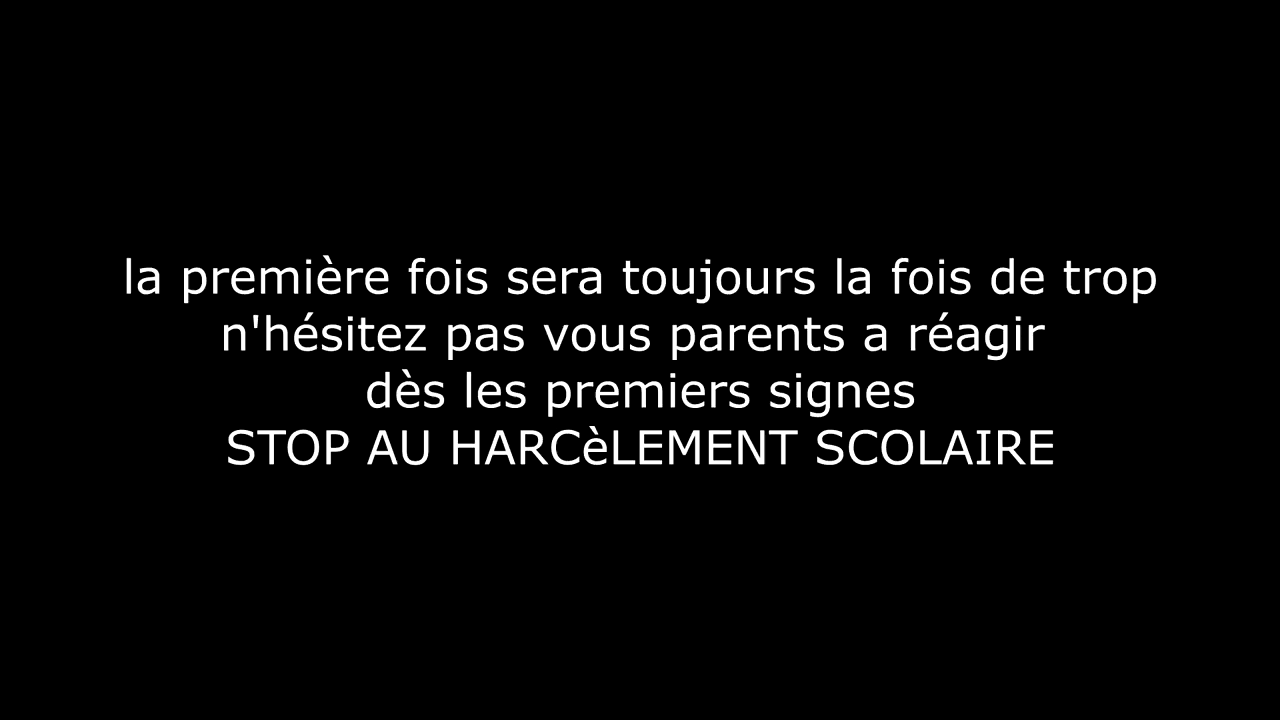 la première fois sera toujours la fois de trop
n'hésitez pas vous parents a réagir
dès les premiers signes
STOP AU HARCèLEMENT SCOLAIRE